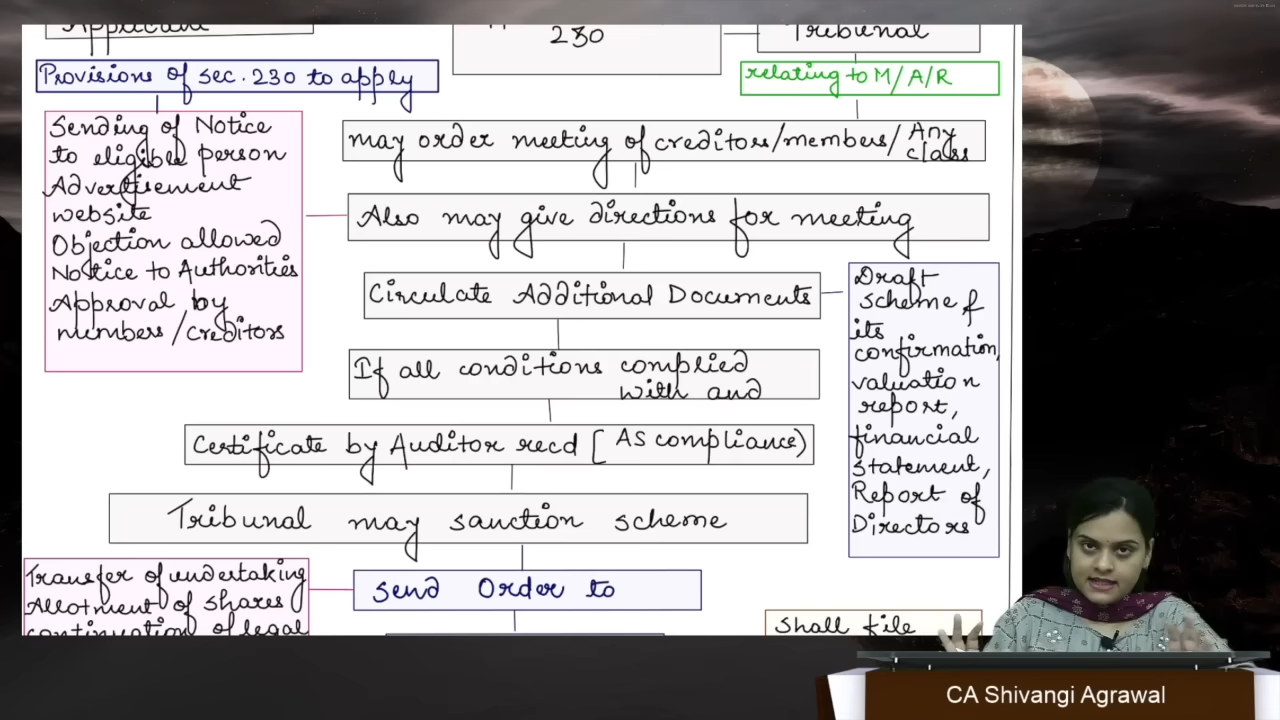 Applicant
230
Tribunal
Provisions of sec. 230 to apply
relating to M/A/R
Sending of Notice
to eligible person
Advertisement
website
Objection allowed
Notice to Authorities
Approval by
members/creditors
may order meeting of creditors/members/ Any
class
Also may give directions for meeting
Circulate Additional Documents
Draft
scheme &
its
confirmation,
valuation
report,
financial
statement,
Report of
Directors
If all conditions complied
with and
Certificate by Auditor recd [AS compliance)
Tribunal may sanction scheme
Transfer of undertaking
Allotment of shares
continuation of legal
Send Order to
Shall file
CA Shivangi Agrawal